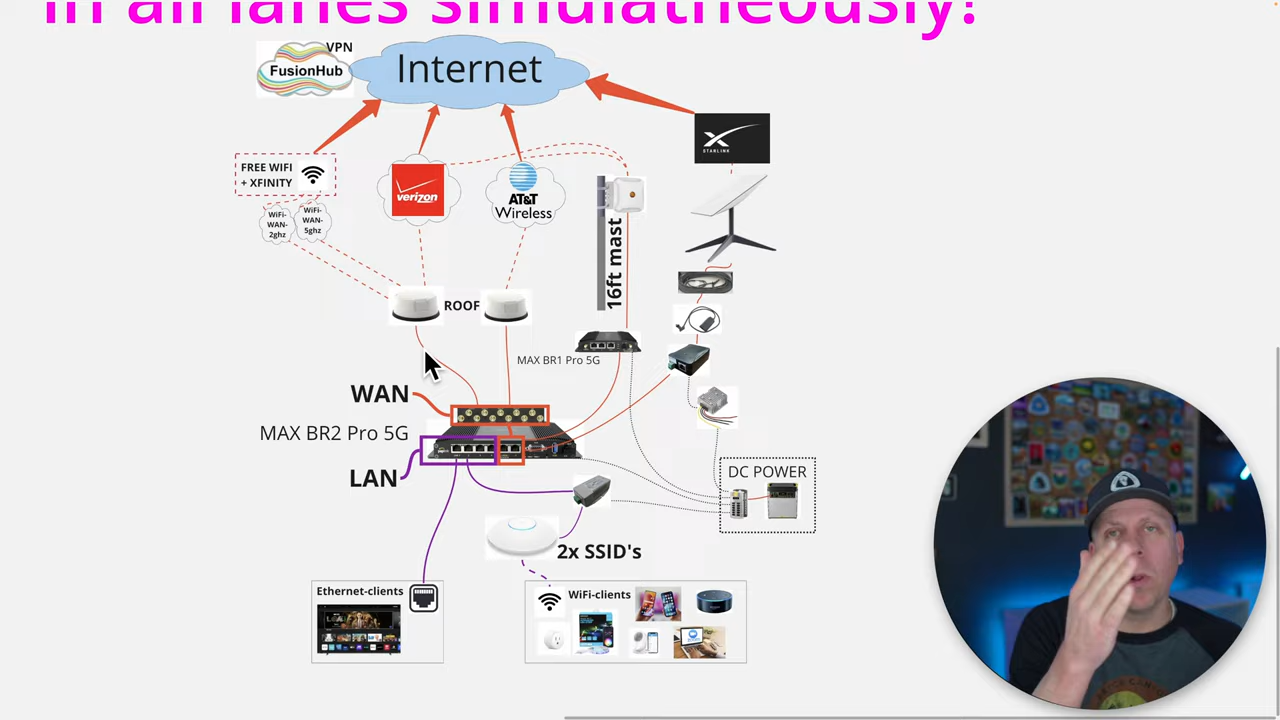 in all lanes simulatneously!
VPN
FusionHub
Internet
STARLINK
FREE WIFI
+ XFINITY
verizon
AT&T
Wireless
WiFi-
WAN-
2ghz
WiFi-
WAN-
5ghz
16ft mast
ROOF
MAX BR1 Pro 5G
WAN
MAX BR2 Pro 5G
LAN
DC POWER
2x SSID's
Ethernet-clients
WiFi-clients